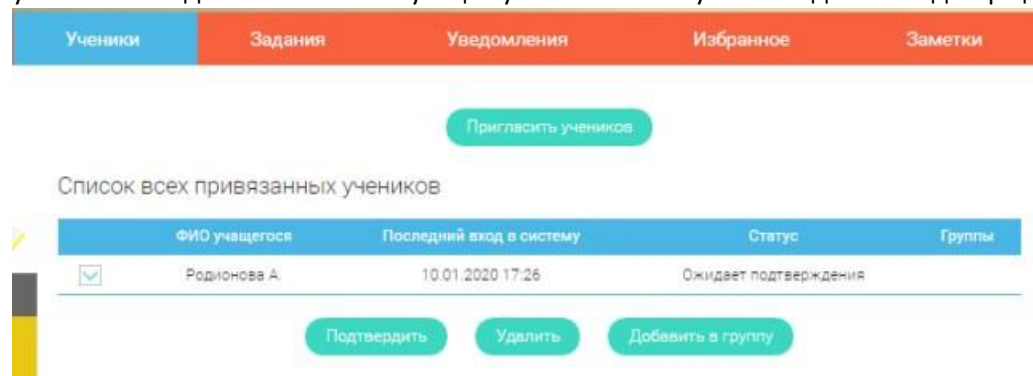 Ученики Задания Уведомления Избранное Заметки
Пригласить учеников
Список всех привязанных учеников
ФИО учащегося Последний вход в систему Статус Группы
Родионова А. 10.01.2020 17:26 Ожидает подтверждения
Подтвердить Удалить Добавить в группу